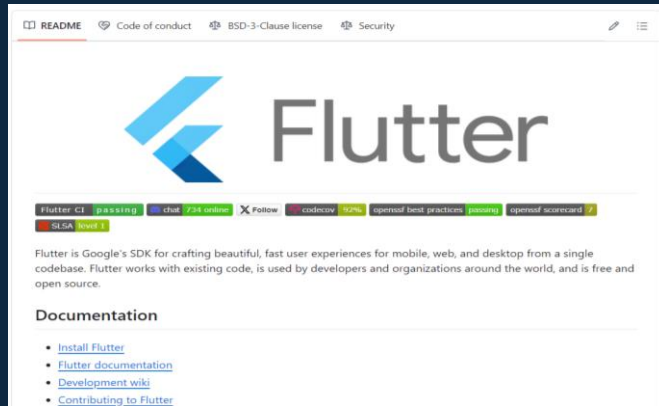 README Code of conduct BSD-3-Clause license Security
Flutter
Flutter CI passing chat 734 online X Follow codecov 92% openssf best practices passing openssf scorecard 7
SLSA level 1
Flutter is Google's SDK for crafting beautiful, fast user experiences for mobile, web, and desktop from a single
codebase. Flutter works with existing code, is used by developers and organizations around the world, and is free and
open source.
Documentation
• Install Flutter
• Flutter documentation
• Development wiki
• Contributing to Flutter